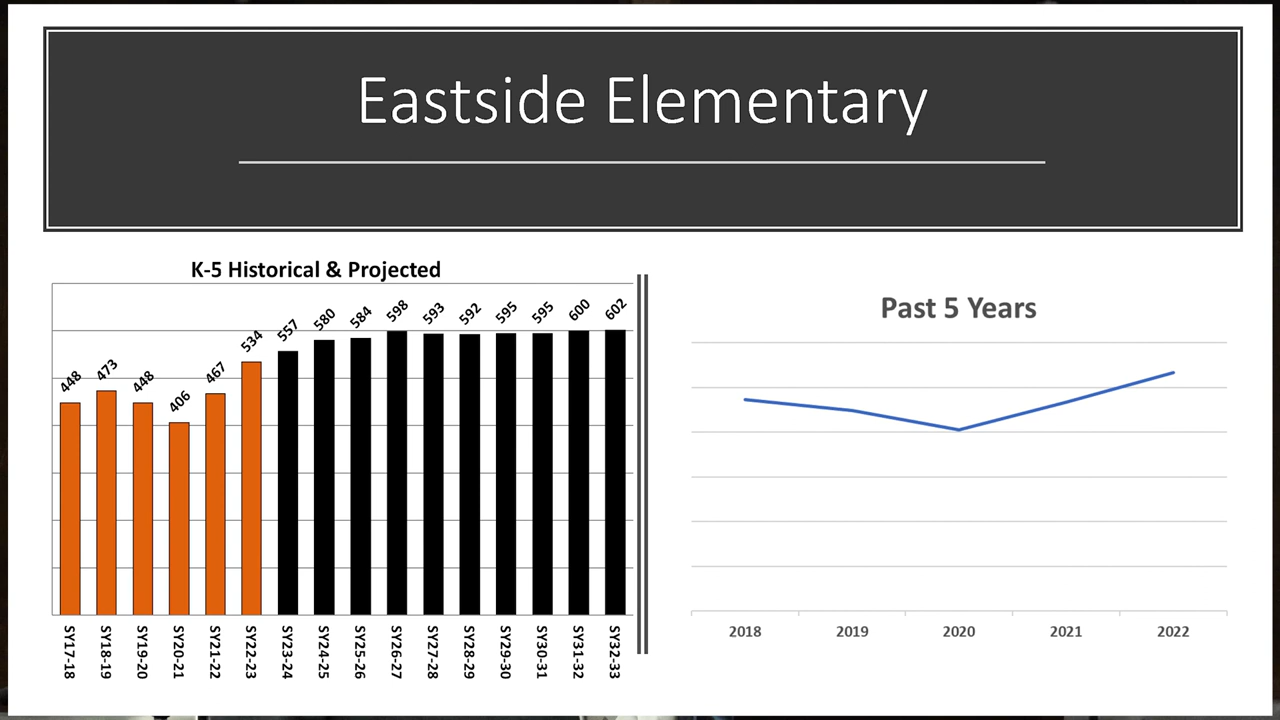 Eastside Elementary
K-5 Historical & Projected
448
473
448
406
467
534
557
580
584
598
593
592
595
595
600
602
SY17-18
SY18-19
SY19-20
SY20-21
SY21-22
SY22-23
SY23-24
SY24-25
SY25-26
SY26-27
SY27-28
SY28-29
SY29-30
SY30-31
SY31-32
SY32-33
Past 5 Years
2018 2019 2020 2021 2022